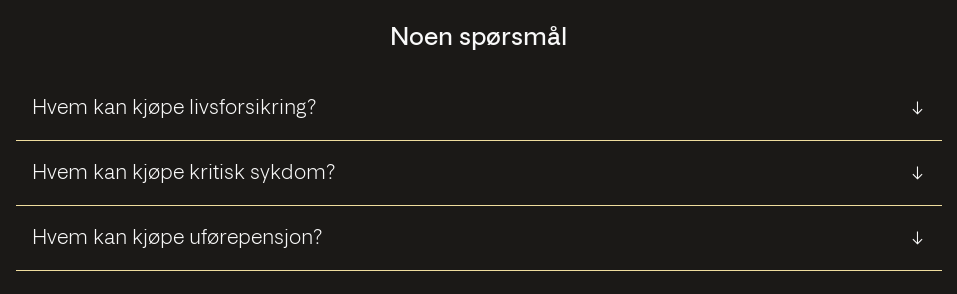 Noen spørsmål
Hvem kan kjøpe livsforsikring?
Hvem kan kjøpe kritisk sykdom?
Hvem kan kjøpe uførepensjon?